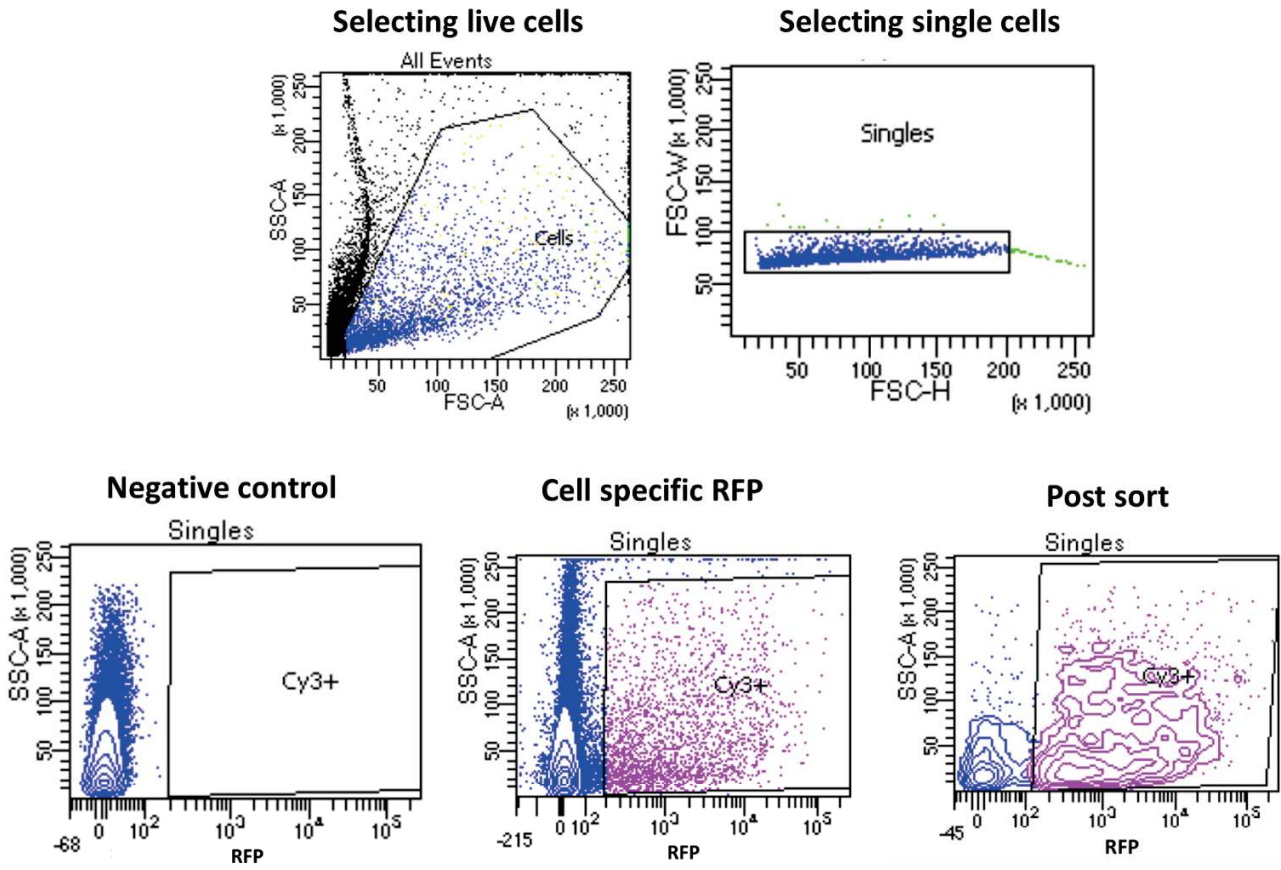 Selecting live cells
All Events
SSC-A (x 1,000)
250
200
150
100
50
Cells
50 100 150 200 250
FSC-A
(x 1,000)
Selecting single cells
FSC-W (x 1,000)
250
200
150
100
50
Singles
50 100 150 200 250
FSC-H
(x 1,000)
Negative control
Singles
SSC-A (x 1,000)
250
200
150
100
50
Cy3+
-68 0 10² 10³ 10⁴ 10⁵
RFP
Cell specific RFP
Singles
SSC-A (x 1,000)
250
200
150
100
50
Cy3+
-215 0 10² 10³ 10⁴ 10⁵
RFP
Post sort
Singles
SSC-A (x 1,000)
250
200
150
100
50
Cy3+
-45 0 10² 10³ 10⁴ 10⁵
RFP